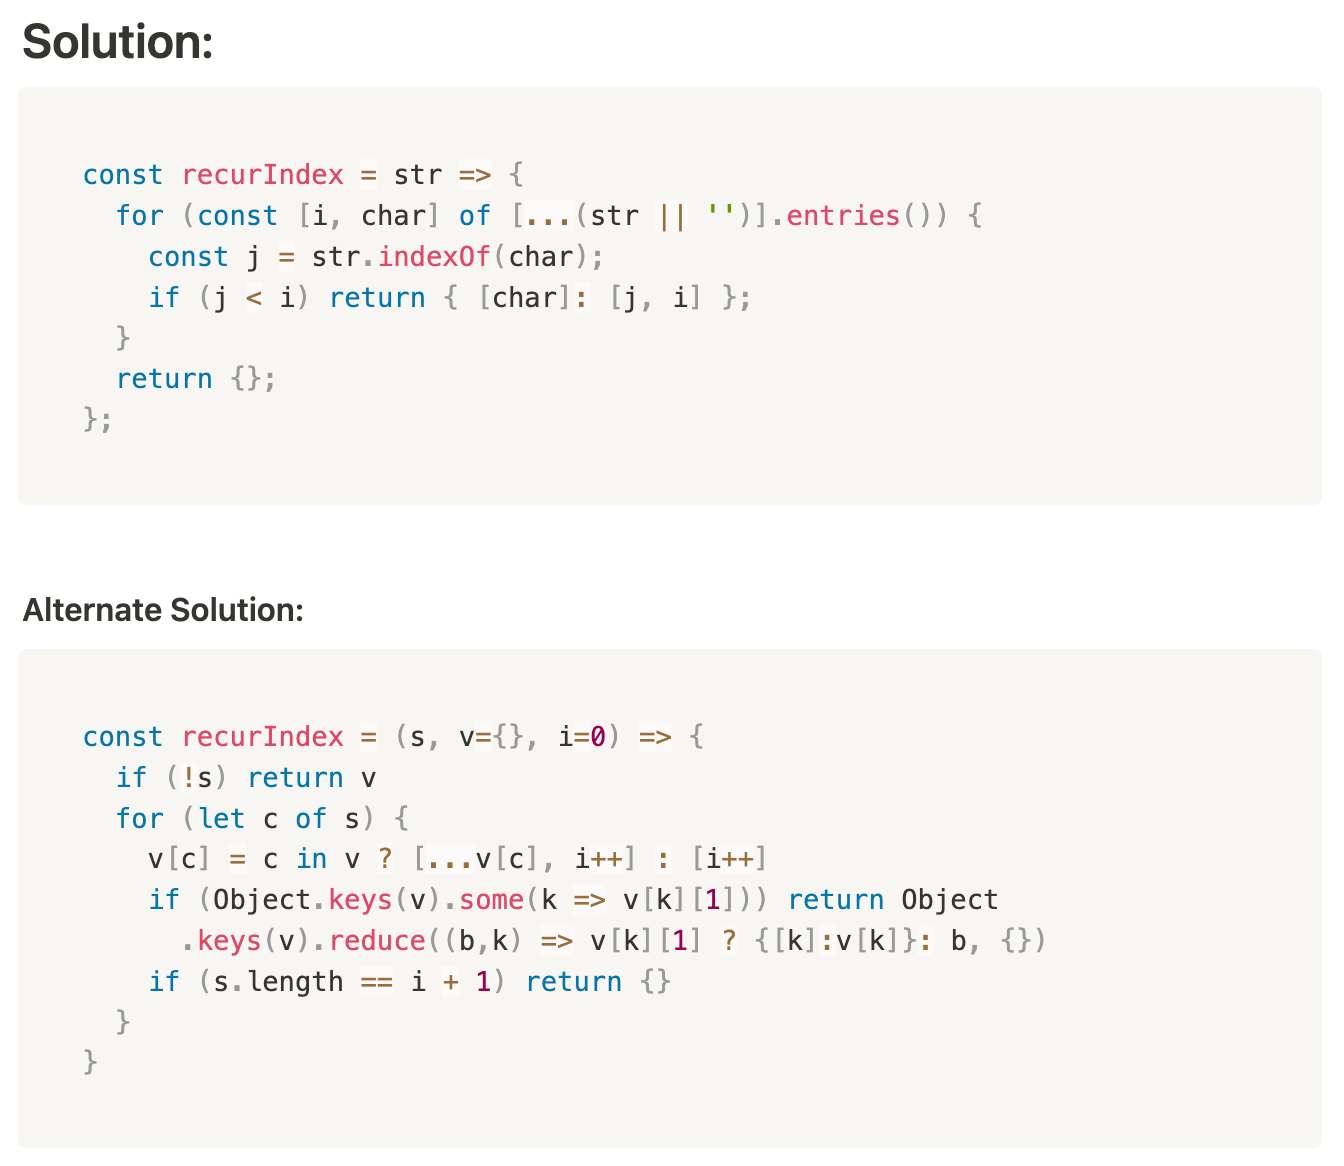 Solution:
const recurIndex = str => {
  for (const [i, char] of [...(str || '')].entries()) {
    const j = str.indexOf(char);
    if (j < i) return { [char]: [j, i] };
  }
  return {};
};
Alternate Solution:
const recurIndex = (s, v={}, i=0) => {
  if (!s) return v
  for (let c of s) {
    v[c] = c in v ? [...v[c], i++] : [i++]
    if (Object.keys(v).some(k => v[k][1])) return Object
      .keys(v).reduce((b,k) => v[k][1] ? {[k]:v[k]}: b, {})
    if (s.length == i + 1) return {}
  }
}